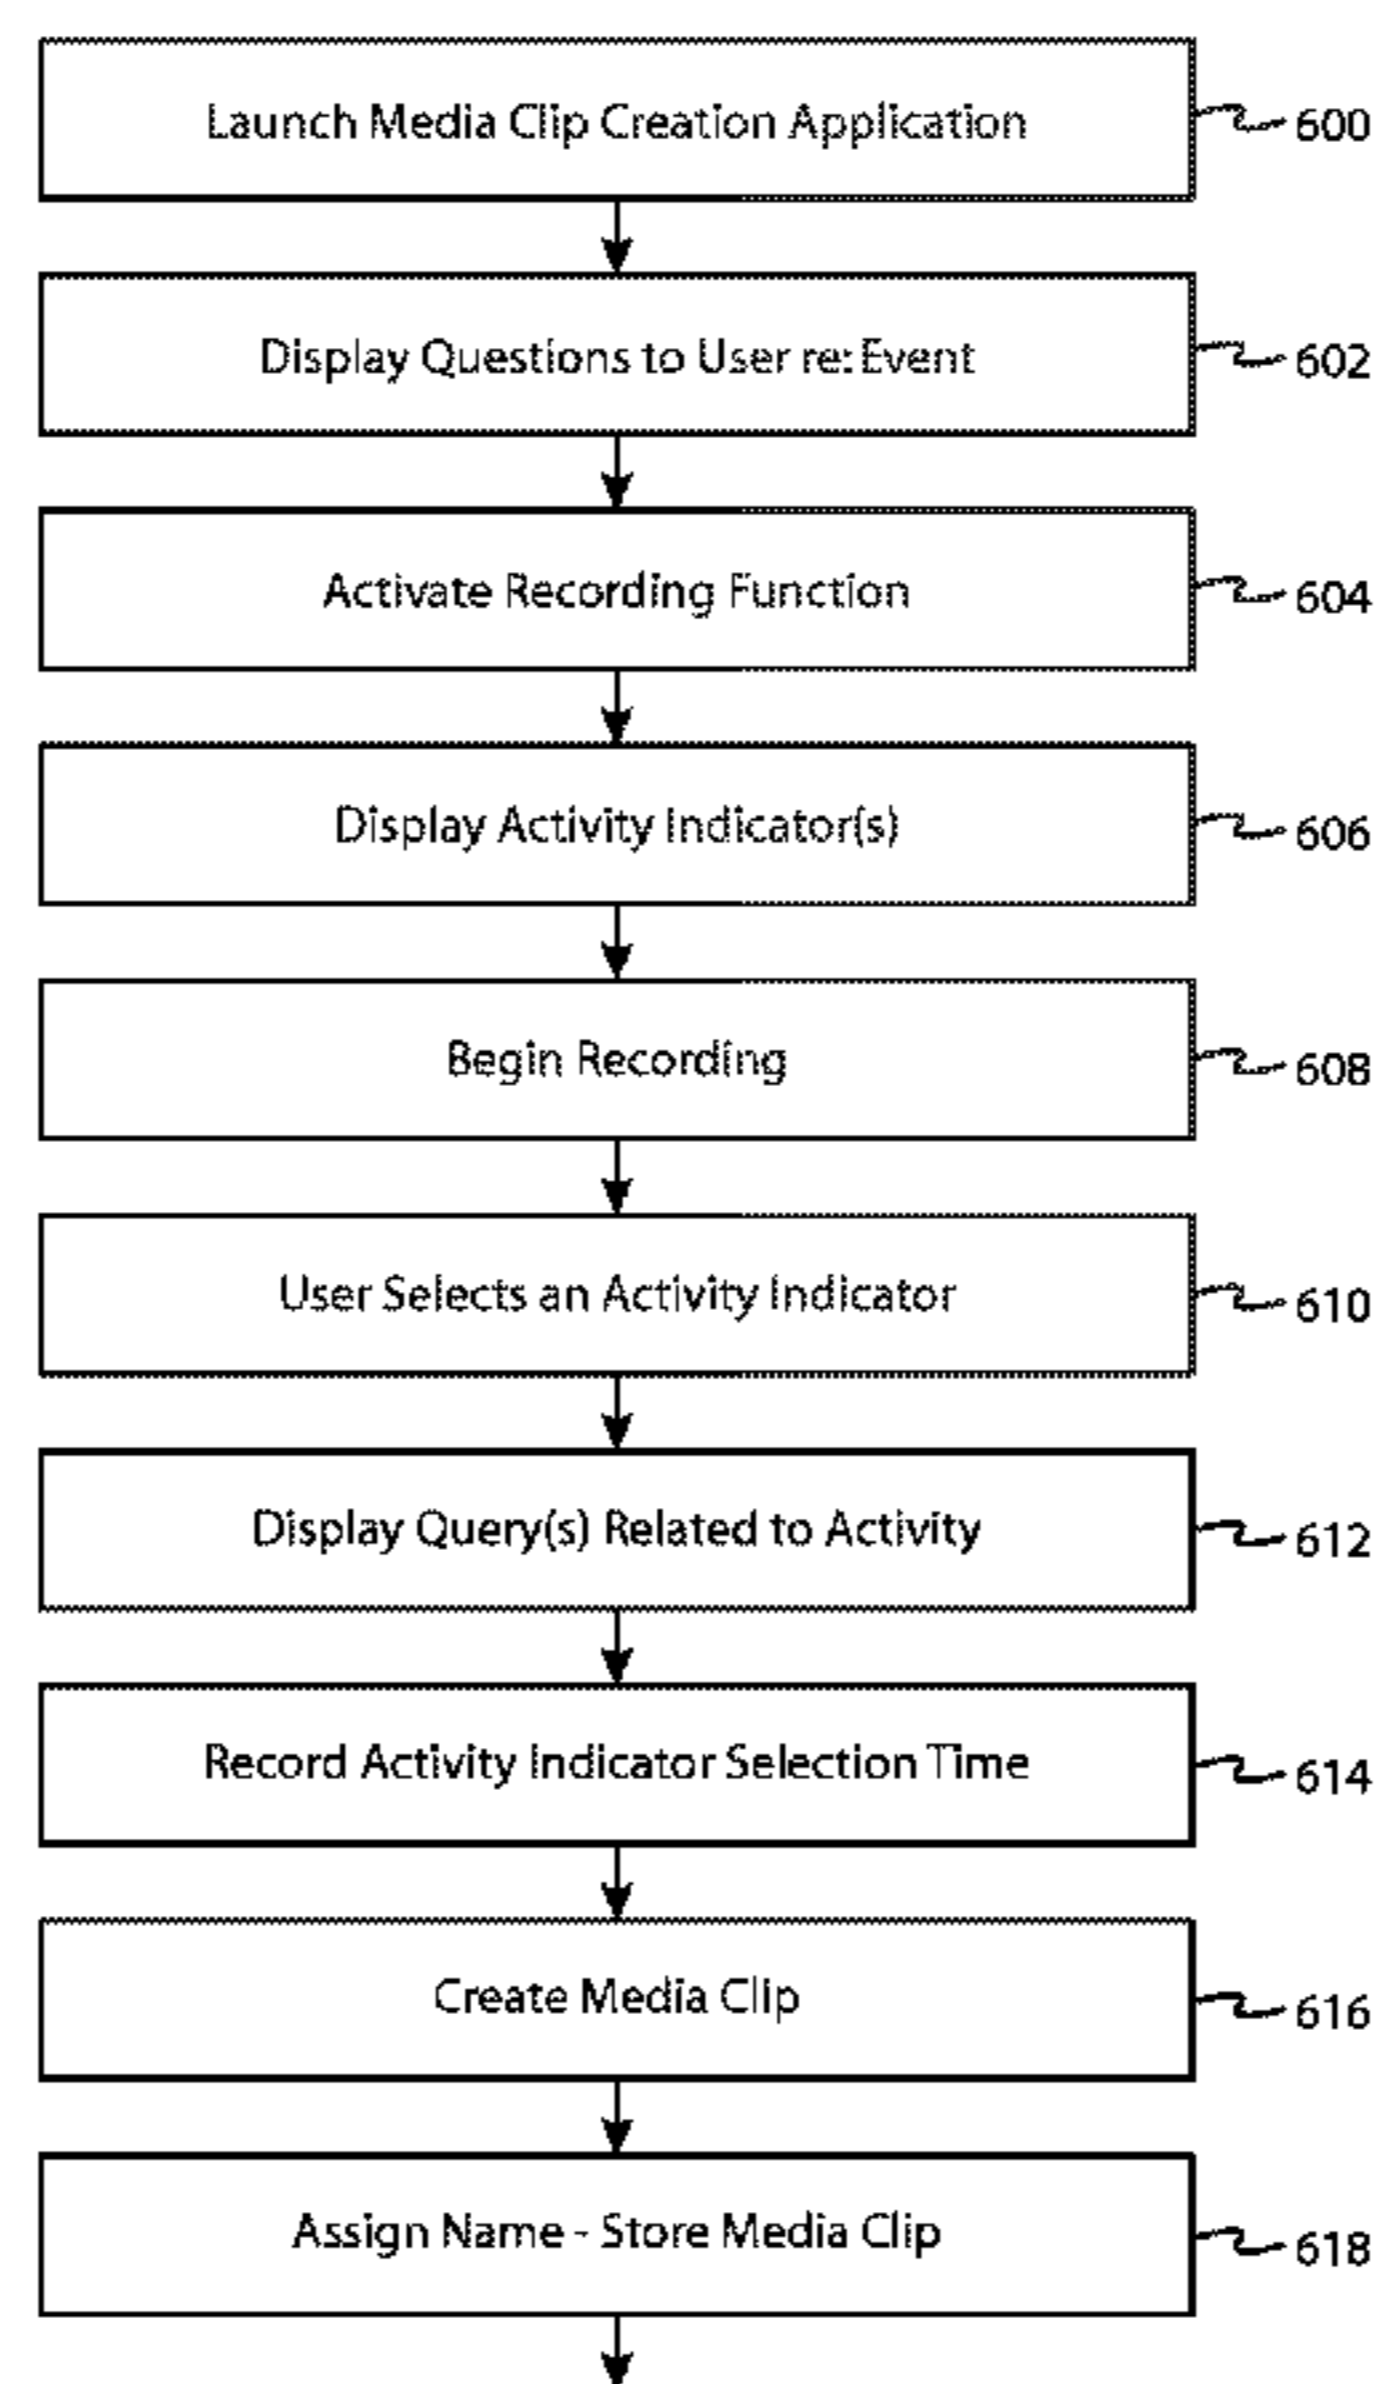 Launch Media Clip Creation Application 600
Display Questions to User re: Event 602
Activate Recording Function 604
Display Activity Indicator(s) 606
Begin Recording 608
User Selects an Activity Indicator 610
Display Query(s) Related to Activity 612
Record Activity Indicator Selection Time 614
Create Media Clip 616
Assign Name - Store Media Clip 618